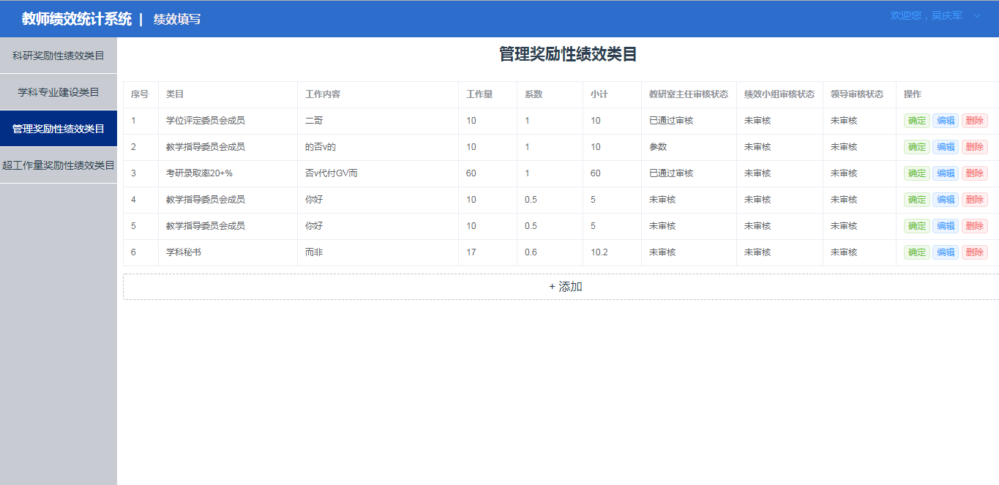 教师绩效统计系统 | 绩效填写
欢迎您，吴庆军
科研奖励性绩效类目
学科专业建设类目
管理奖励性绩效类目
超工作量奖励性绩效类目
管理奖励性绩效类目
序号 类目 工作内容 工作量 系数 小计 教研室主任审核状态 绩效小组审核状态 领导审核状态 操作
1 学位评定委员会成员 二哥 10 1 10 已通过审核 未审核 未审核 确定 编辑 删除
2 教学指导委员会成员 的否v的 10 1 10 参数 未审核 未审核 确定 编辑 删除
3 考研录取率20+% 否v代付GV而 60 1 60 已通过审核 未审核 未审核 确定 编辑 删除
4 教学指导委员会成员 你好 10 0.5 5 未审核 未审核 未审核 确定 编辑 删除
5 教学指导委员会成员 你好 10 0.5 5 未审核 未审核 未审核 确定 编辑 删除
6 学科秘书 而非 17 0.6 10.2 未审核 未审核 未审核 确定 编辑 删除
+ 添加